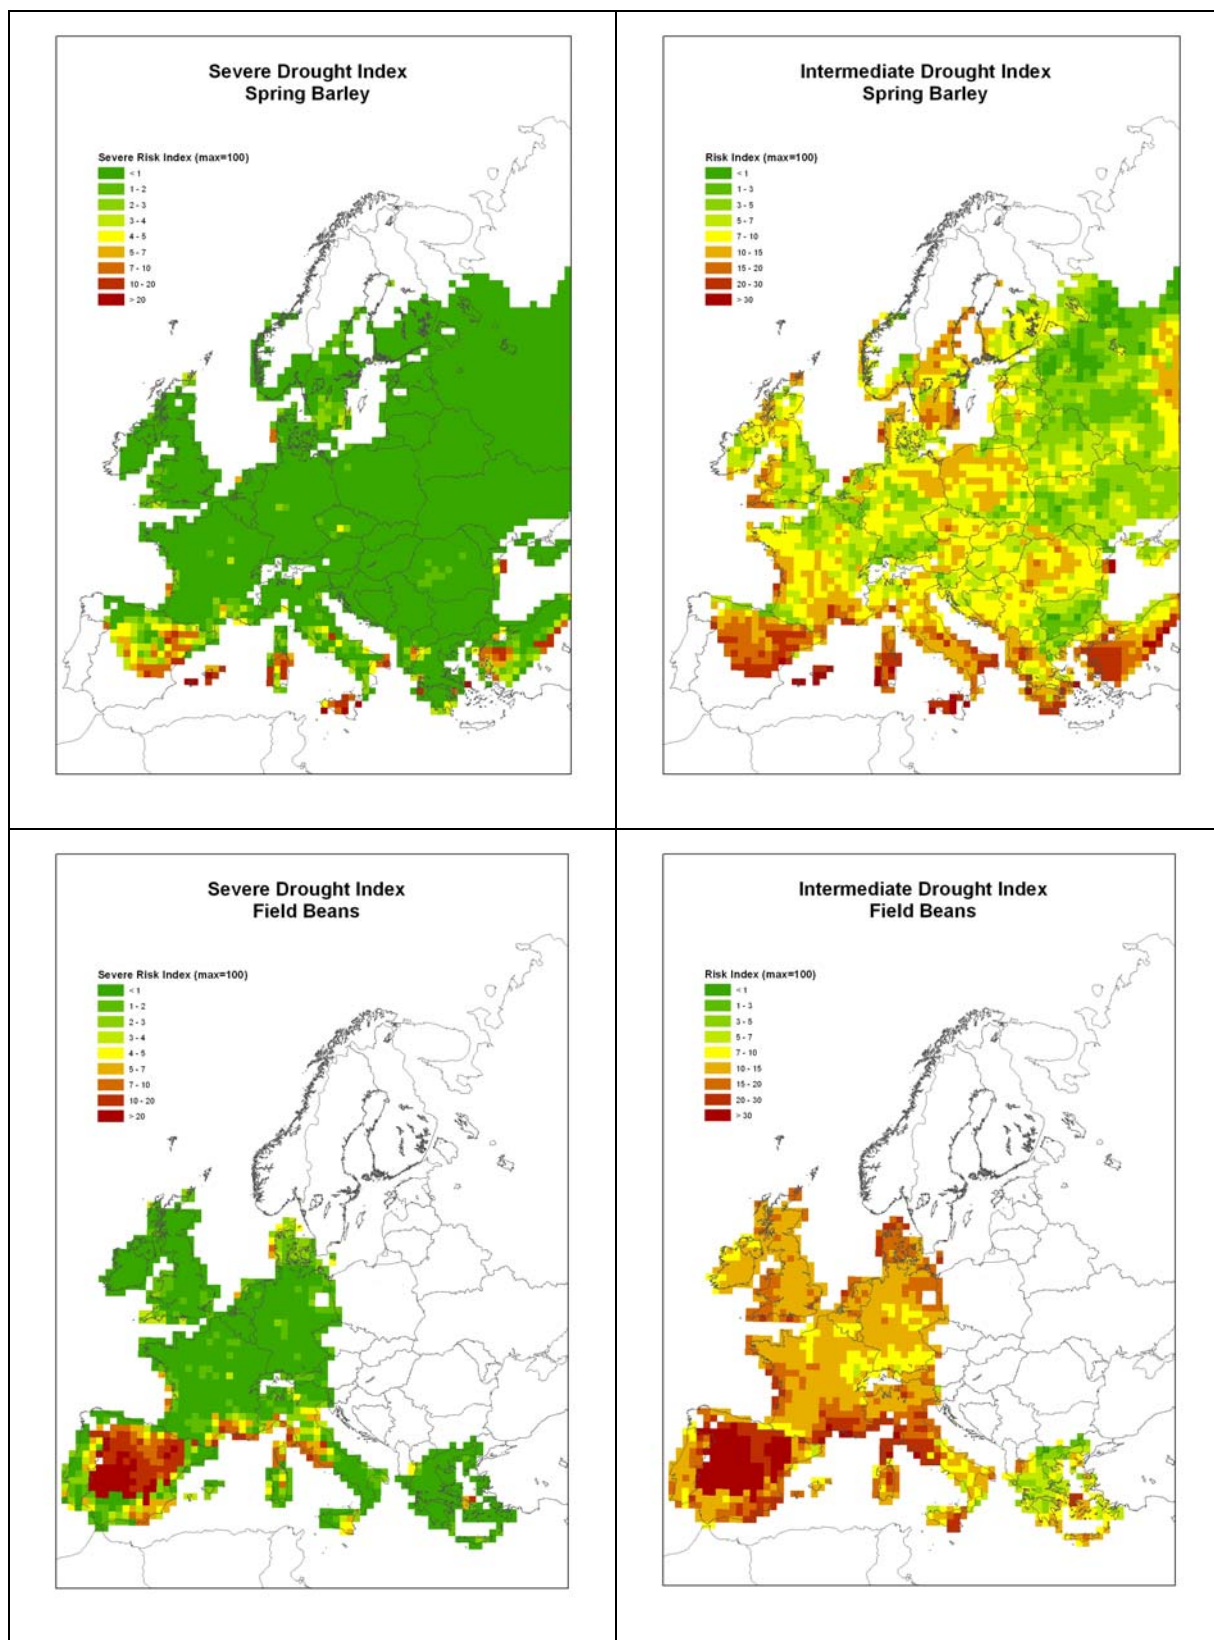 Severe Drought Index
Spring Barley
Severe Risk Index (max=100)
< 1
1 - 2
2 - 3
3 - 4
4 - 5
5 - 7
7 - 10
10 - 20
> 20
Intermediate Drought Index
Spring Barley
Risk Index (max=100)
< 1
1 - 3
3 - 5
5 - 7
7 - 10
10 - 15
15 - 20
20 - 30
> 30
Severe Drought Index
Field Beans
Severe Risk Index (max=100)
< 1
1 - 2
2 - 3
3 - 4
4 - 5
5 - 7
7 - 10
10 - 20
> 20
Intermediate Drought Index
Field Beans
Risk Index (max=100)
< 1
1 - 3
3 - 5
5 - 7
7 - 10
10 - 15
15 - 20
20 - 30
> 30